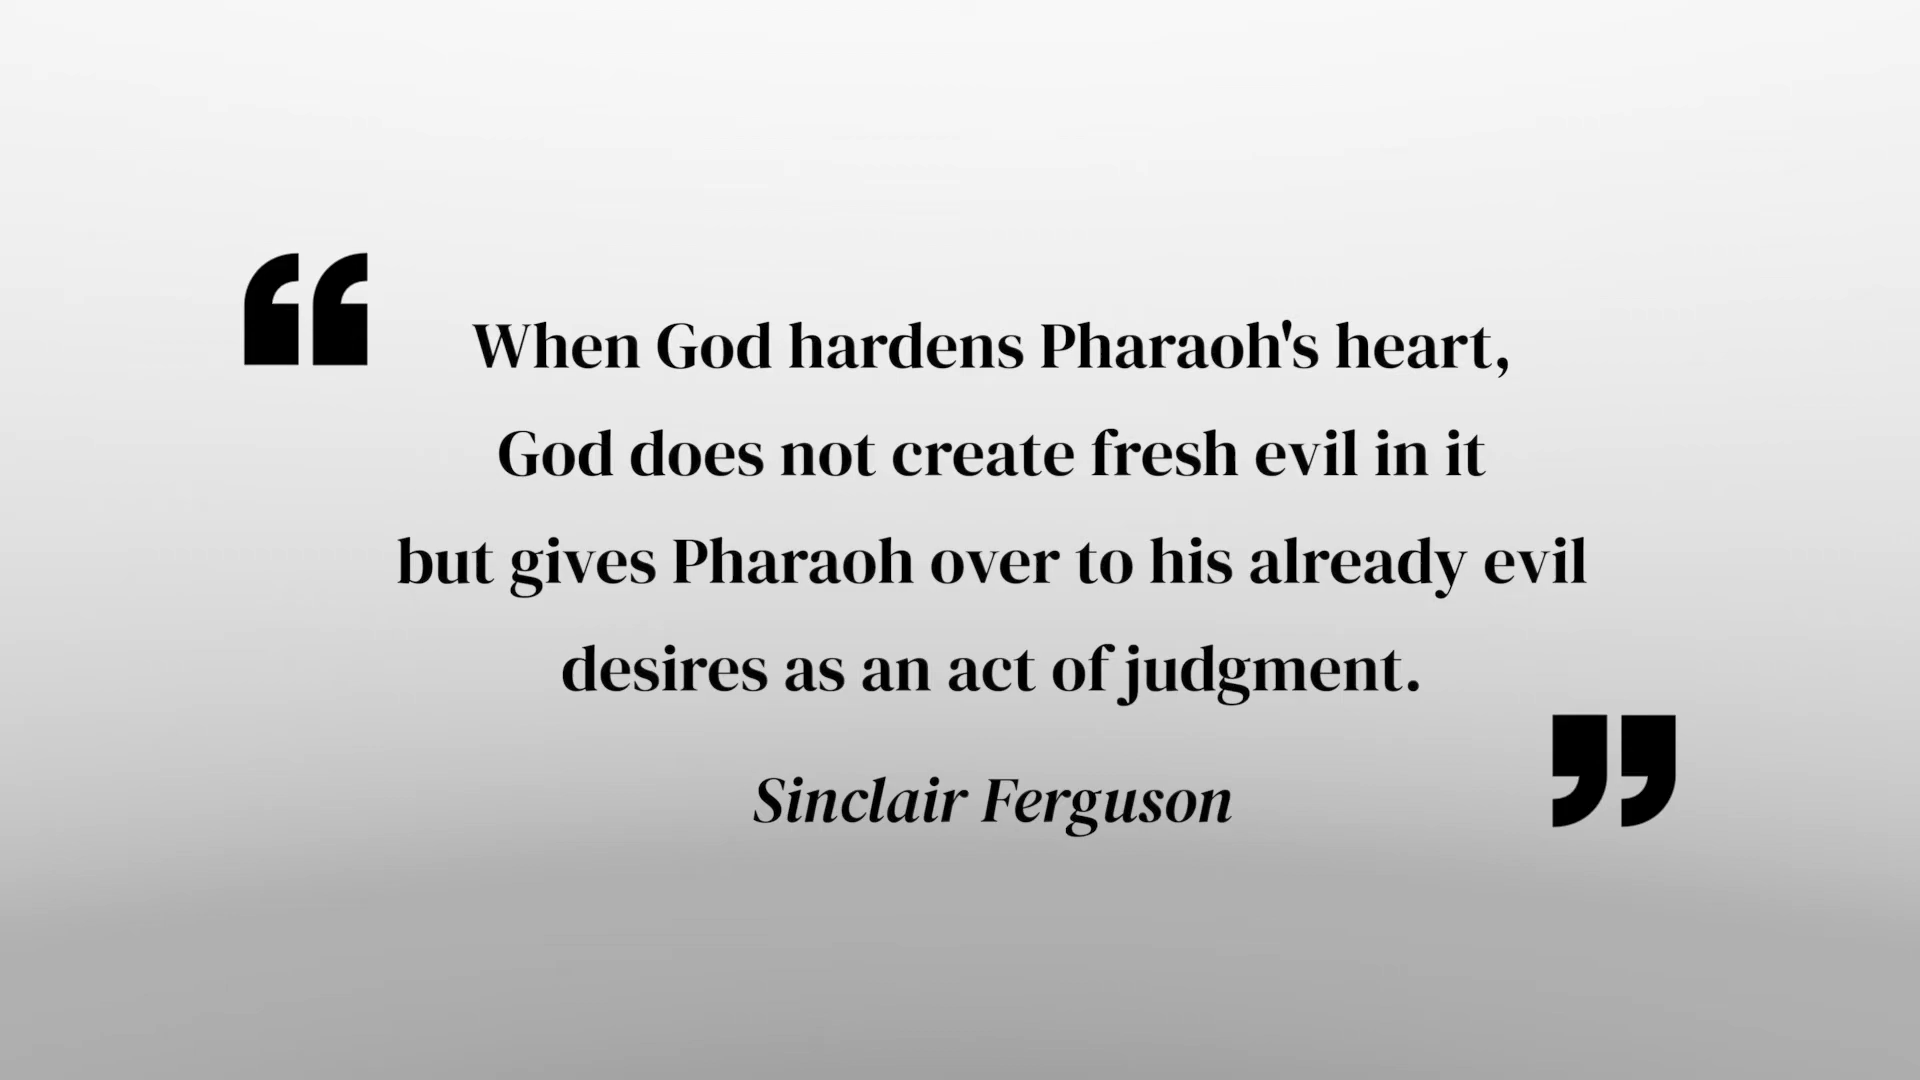 “
When God hardens Pharaoh's heart,
God does not create fresh evil in it
but gives Pharaoh over to his already evil
desires as an act of judgment.
”
Sinclair Ferguson